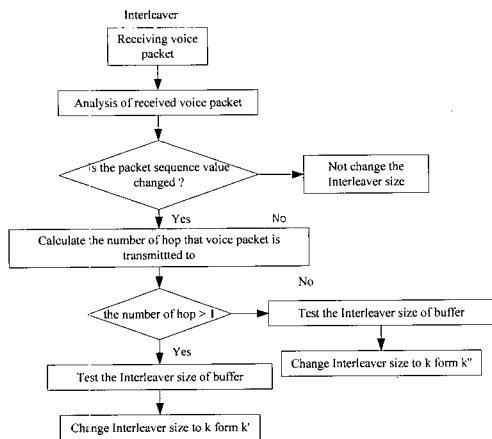 Interleaver
Receiving voice
packet
Analysis of received voice packet
is the packet sequence value
changed ?
Not change the
Interleaver size
Yes
No
Calculate the number of hop that voice packet is
transmittted to
the number of hop > 1
No
Test the Interleaver size of buffer
Change Interleaver size to k form k"
Yes
Test the Interleaver size of buffer
Change Interleaver size to k form k'